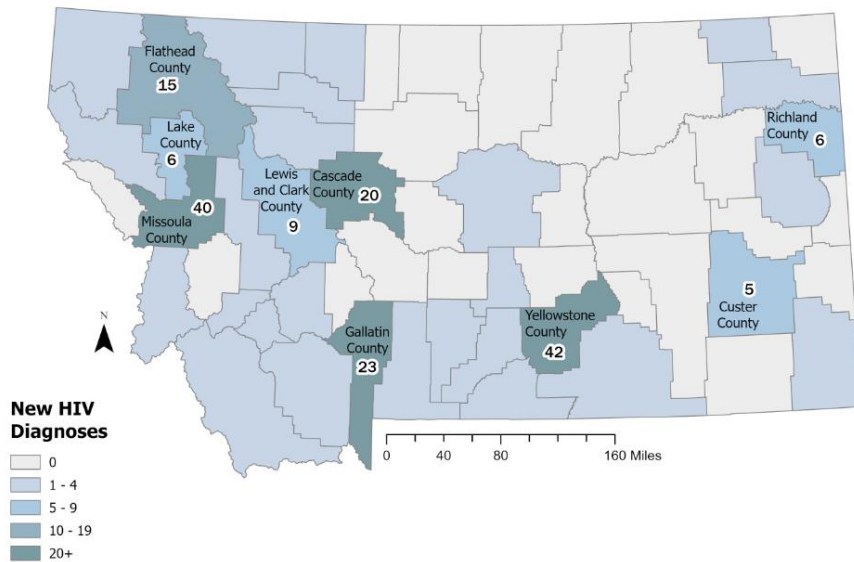 Flathead
County
15
Lake
County
6
Richland
County
6
Lewis
and Clark
County
9
Cascade
County
20
40
Missoula
County
5
Custer
County
N
Gallatin
County
23
Yellowstone
County
42
New HIV
Diagnoses
0
1 - 4
5 - 9
10 - 19
20+
0 40 80 120 160 Miles